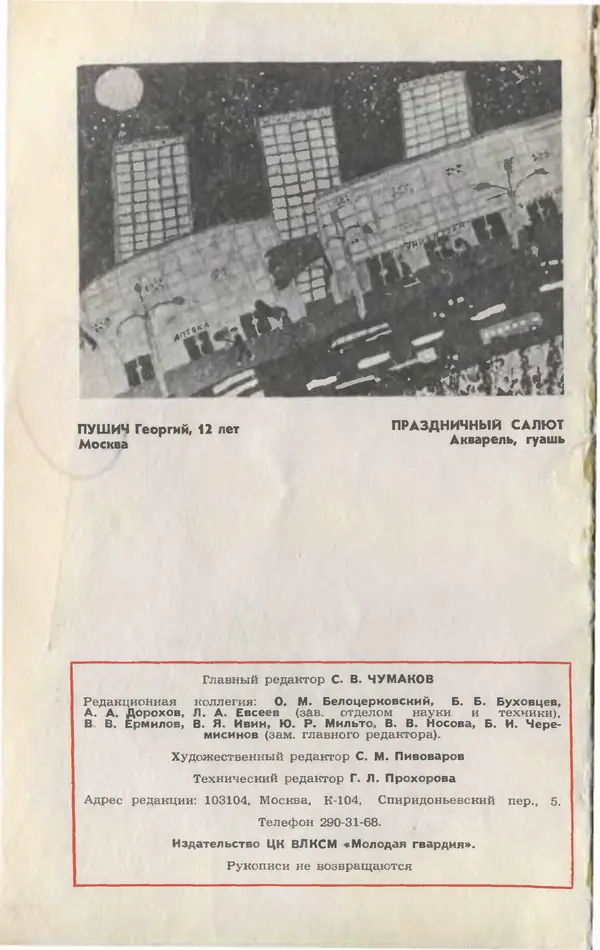 АПТЕКА
ПУШИЧ Георгий, 12 лет
Москва
ПРАЗДНИЧНЫЙ САЛЮТ
Акварель, гуашь
Главный редактор С. В. ЧУМАКОВ
Редакционная коллегия: О. М. Белоцерковский, Б. Б. Буховцев,
А. А. Дорохов, Л. А. Евсеев (зав. отделом науки и техники),
В. В. Ермилов, В. Я. Ивин, Ю. Р. Мильто, В. В. Носова, Б. И. Чере-
мисинов (зам. главного редактора).
Художественный редактор С. М. Пивоваров
Технический редактор Г. Л. Прохорова
Адрес редакции: 103104, Москва, К-104, Спиридоньевский пер., 5.
Телефон 290-31-68.
Издательство ЦК ВЛКСМ «Молодая гвардия».
Рукописи не возвращаются